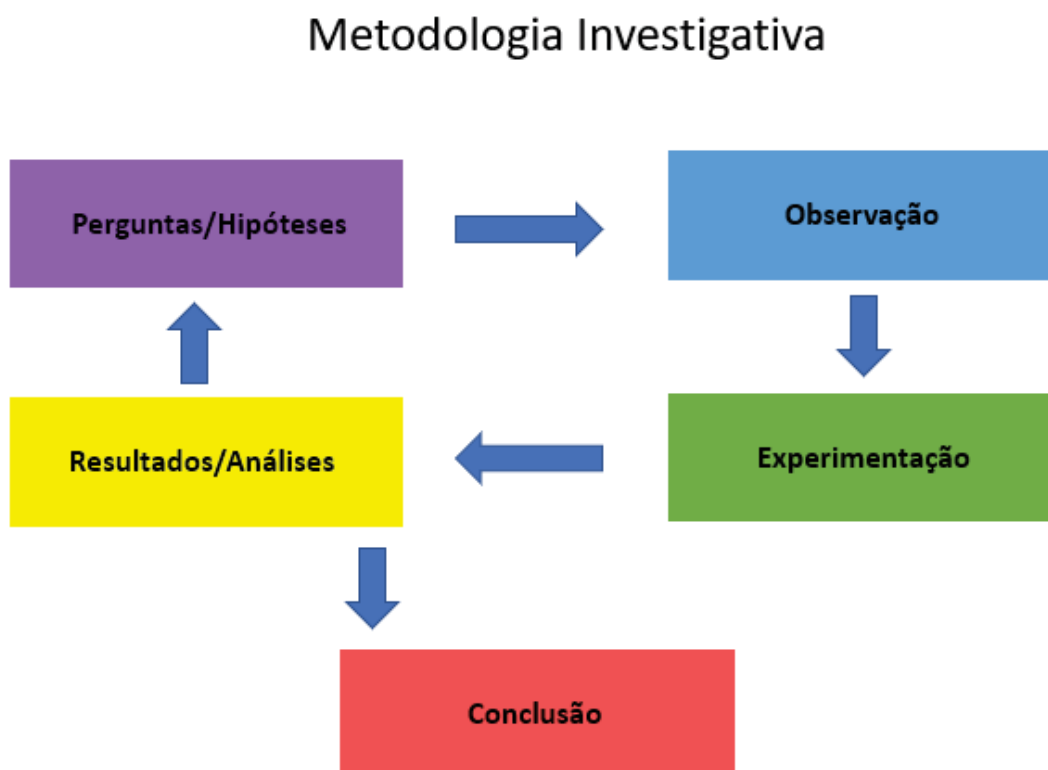 Metodologia Investigativa
Perguntas/Hipóteses
Observação
Resultados/Análises
Experimentação
Conclusão